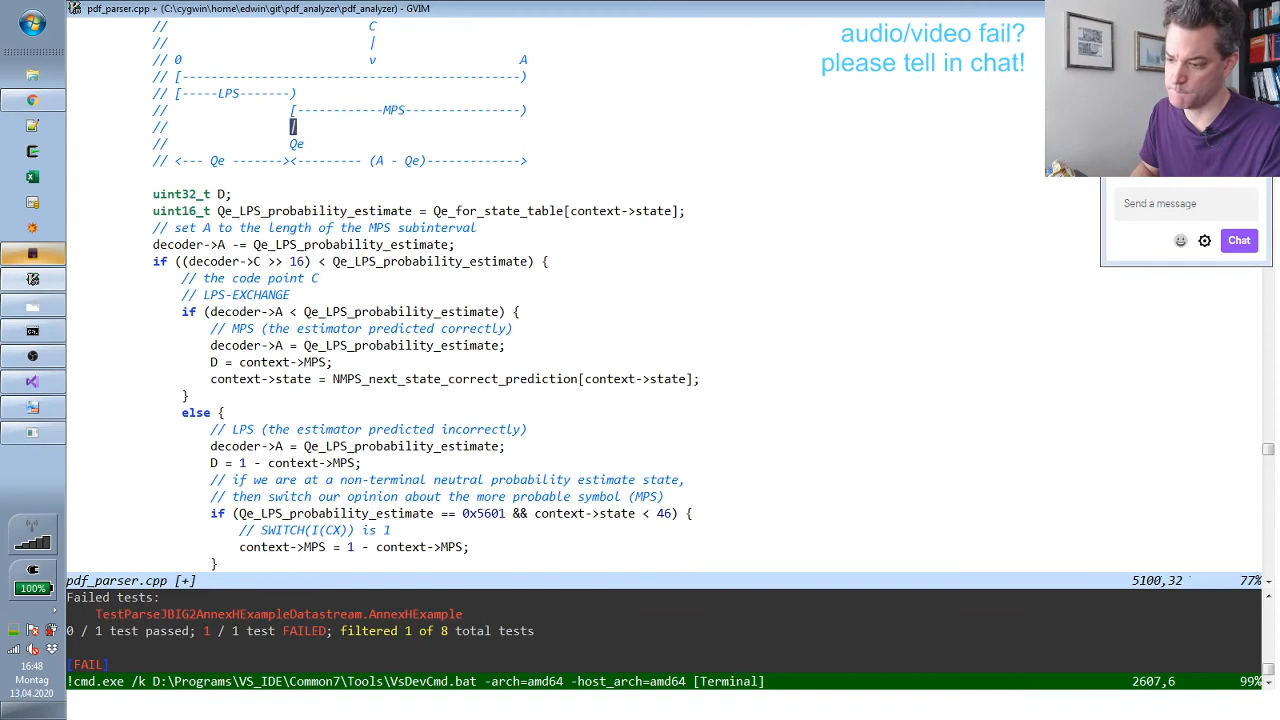 pdf_parser.cpp + (C:\cygwin\home\edwin\git\pdf_analyzer\pdf_analyzer) - GVIM
audio/video fail?
please tell in chat!
// C
// |
// 0 v A
// [-----------------------------------------------)
// [-----LPS-------)
// [------------MPS---------------)
// /
// Qe
// <--- Qe -------><--------- (A - Qe)------------->
uint32_t D;
uint16_t Qe_LPS_probability_estimate = Qe_for_state_table[context->state];
// set A to the length of the MPS subinterval
decoder->A -= Qe_LPS_probability_estimate;
if ((decoder->C >> 16) < Qe_LPS_probability_estimate) {
// the code point C
// LPS-EXCHANGE
if (decoder->A < Qe_LPS_probability_estimate) {
// MPS (the estimator predicted correctly)
decoder->A = Qe_LPS_probability_estimate;
D = context->MPS;
context->state = NMPS_next_state_correct_prediction[context->state];
}
else {
// LPS (the estimator predicted incorrectly)
decoder->A = Qe_LPS_probability_estimate;
D = 1 - context->MPS;
// if we are at a non-terminal neutral probability estimate state,
// then switch our opinion about the more probable symbol (MPS)
if (Qe_LPS_probability_estimate == 0x5601 && context->state < 46) {
// SWITCH(I(CX)) is 1
context->MPS = 1 - context->MPS;
}
pdf_parser.cpp [+] 5100,32 77%
Failed tests:
TestParseJBIG2AnnexHExampleDatastream.AnnexHExample
0 / 1 test passed; 1 / 1 test FAILED; filtered 1 of 8 total tests
[FAIL]
!cmd.exe /k D:\Programs\VS_IDE\Common7\Tools\VsDevCmd.bat -arch=amd64 -host_arch=amd64 [Terminal] 2607,6 99%
Send a message
Chat
100%
16:48
Montag
13.04.2020